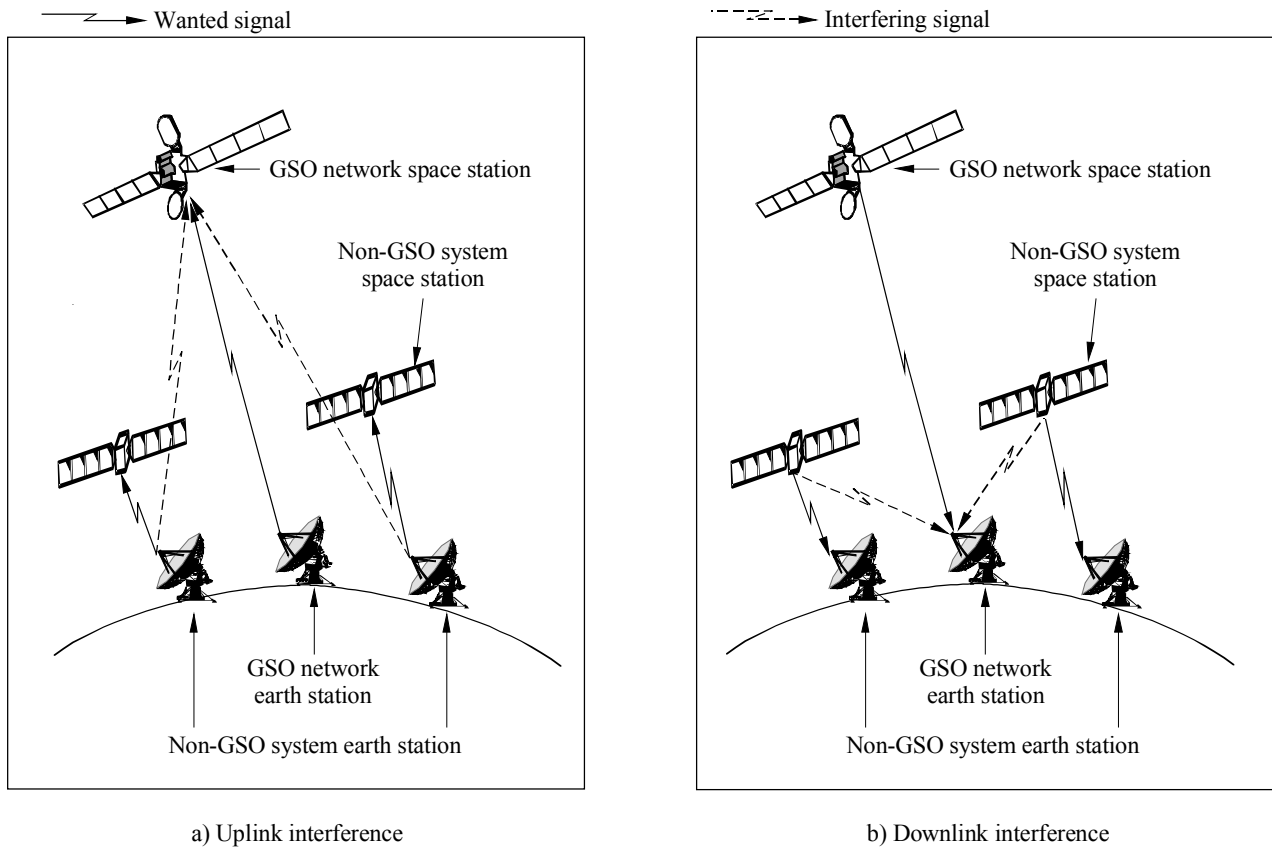 Wanted signal
Interfering signal
GSO network space station
Non-GSO system
space station
GSO network
earth station
Non-GSO system earth station
a) Uplink interference
GSO network space station
Non-GSO system
space station
GSO network
earth station
Non-GSO system earth station
b) Downlink interference